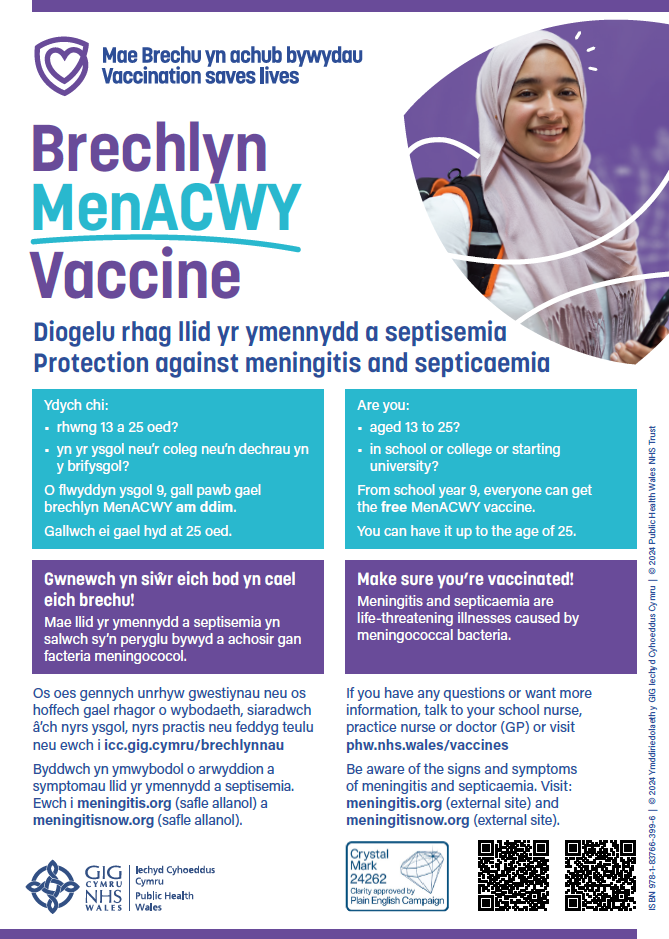 Mae Brechu yn achub bywydau
Vaccination saves lives
Brechlyn
MenACWY
Vaccine
Diogelu rhag llid yr ymennydd a septisemia
Protection against meningitis and septicaemia
Ydych chi:
- rhwng 13 a 25 oed?
- yn yr ysgol neu'r coleg neu'n dechrau yn
y brifysgol?
O flwyddyn ysgol 9, gall pawb gael
brechlyn MenACWY am ddim.
Gallwch ei gael hyd at 25 oed.
Are you:
- aged 13 to 25?
- in school or college or starting
university?
From school year 9, everyone can get
the free MenACWY vaccine.
You can have it up to the age of 25.
Gwnewch yn siŵr eich bod yn cael
eich brechu!
Mae llid yr ymennydd a septisemia yn
salwch sy'n peryglu bywyd a achosir gan
facteria meningococol.
Make sure you're vaccinated!
Meningitis and septicaemia are
life-threatening illnesses caused by
meningococcal bacteria.
Os oes gennych unrhyw gwestiynau neu os
hoffech gael rhagor o wybodaeth, siaradwch
â'ch nyrs ysgol, nyrs practis neu feddyg teulu
neu ewch i icc.gig.cymru/brechlynnau
Byddwch yn ymwybodol o arwyddion a
symptomau llid yr ymennydd a septisemia.
Ewch i meningitis.org (safle allanol) a
meningitisnow.org (safle allanol).
If you have any questions or want more
information, talk to your school nurse,
practice nurse or doctor (GP) or visit
phw.nhs.wales/vaccines
Be aware of the signs and symptoms
of meningitis and septicaemia. Visit:
meningitis.org (external site) and
meningitisnow.org (external site).
GIG
CYMRU
NHS
WALES
Iechyd Cyhoeddus
Cymru
Public Health
Wales
Crystal
Mark
24262
Clarity approved by
Plain English Campaign
ISBN 978-1-83766-399-6 | © 2024 Ymddiriedolaeth y GIG Iechyd Cyhoeddus Cymru | © 2024 Public Health Wales NHS Trust